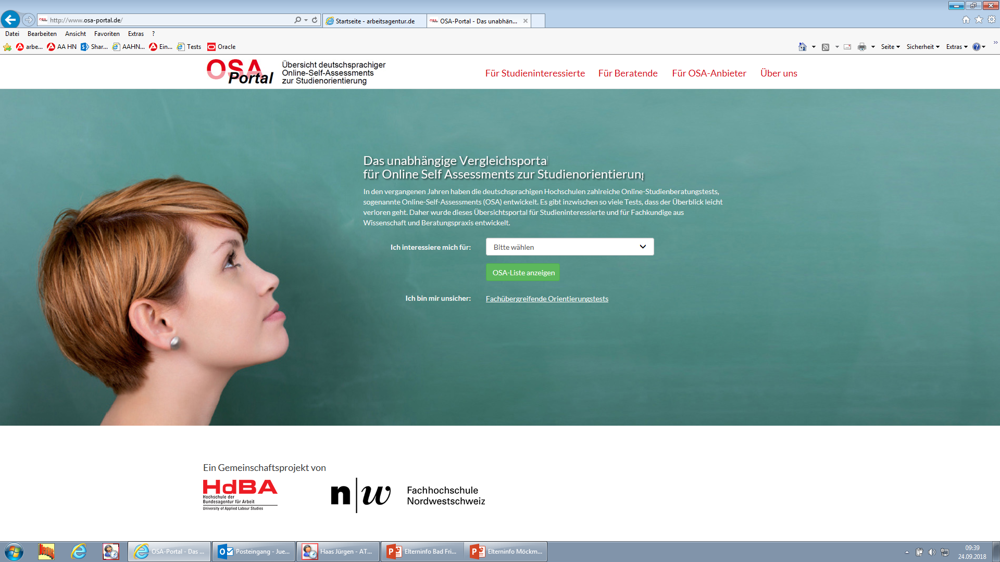 http://www.osa-portal.de/
Startseite - arbeitsagentur.de
OSA-Portal - Das unabhän...
Datei Bearbeiten Ansicht Favoriten Extras ?
arbe... AA HN Shar... AAHN... Ein... Tests Oracle
Seite Sicherheit Extras
OSA
Portal
Übersicht deutschsprachiger
Online-Self-Assessments
zur Studienorientierung
Für Studieninteressierte Für Beratende Für OSA-Anbieter Über uns
Das unabhängige Vergleichsportal
für Online Self Assessments zur Studienorientierung
In den vergangenen Jahren haben die deutschsprachigen Hochschulen zahlreiche Online-Studienberatungstests,
sogenannte Online-Self-Assessments (OSA) entwickelt. Es gibt inzwischen so viele Tests, dass der Überblick leicht
verloren geht. Daher wurde dieses Übersichtsportal für Studieninteressierte und für Fachkundige aus
Wissenschaft und Beratungspraxis entwickelt.
Ich interessiere mich für: Bitte wählen
OSA-Liste anzeigen
Ich bin mir unsicher: Fachübergreifende Orientierungstests
Ein Gemeinschaftsprojekt von
HdBA
Hochschule der
Bundesagentur für Arbeit
University of Applied Labour Studies
n|w
Fachhochschule
Nordwestschweiz
OSA-Portal - Das ... Posteingang - Jue... Haas Jürgen - AT... Elterninfo Bad Fri... Elterninfo Möckm...
09:39
24.09.2018